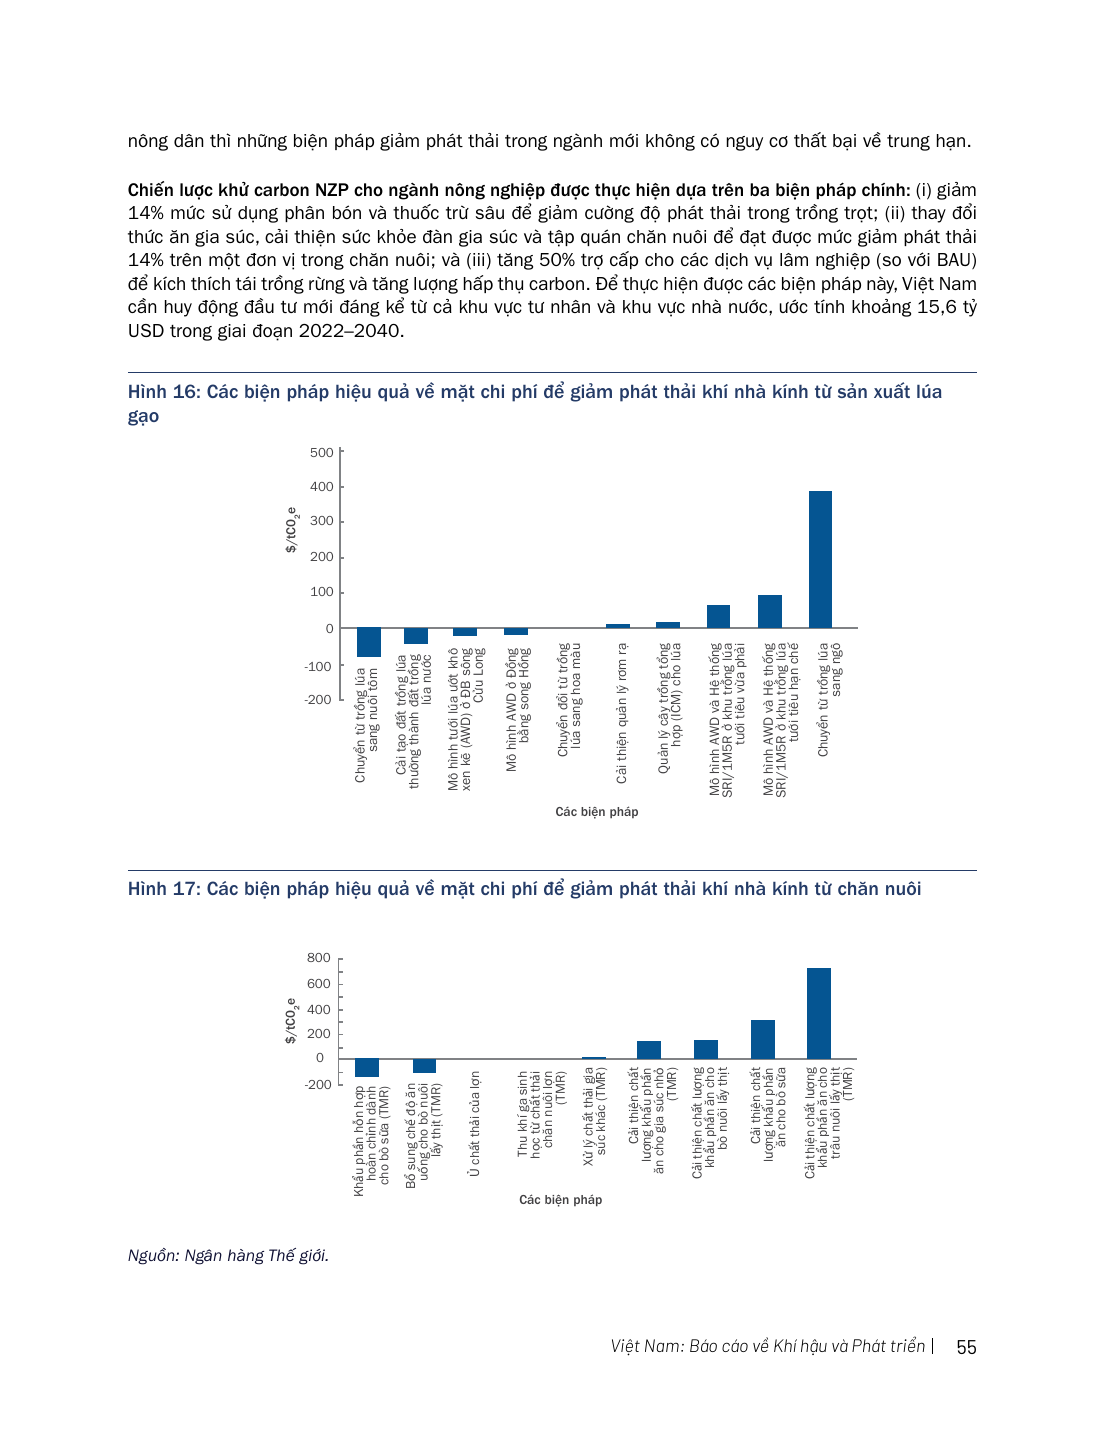 nông dân thì những biện pháp giảm phát thải trong ngành mới không có nguy cơ thất bại về trung hạn.
Chiến lược khử carbon NZP cho ngành nông nghiệp được thực hiện dựa trên ba biện pháp chính: (i) giảm
14% mức sử dụng phân bón và thuốc trừ sâu để giảm cường độ phát thải trong trồng trọt; (ii) thay đổi
thức ăn gia súc, cải thiện sức khỏe đàn gia súc và tập quán chăn nuôi để đạt được mức giảm phát thải
14% trên một đơn vị trong chăn nuôi; và (iii) tăng 50% trợ cấp cho các dịch vụ lâm nghiệp (so với BAU)
để kích thích tái trồng rừng và tăng lượng hấp thụ carbon. Để thực hiện được các biện pháp này, Việt Nam
cần huy động đầu tư mới đáng kể từ cả khu vực tư nhân và khu vực nhà nước, ước tính khoảng 15,6 tỷ
USD trong giai đoạn 2022–2040.
Hình 16: Các biện pháp hiệu quả về mặt chi phí để giảm phát thải khí nhà kính từ sản xuất lúa
gạo
$/tCO2e
500
400
300
200
100
0
-100
-200
Chuyển từ trồng lúa
sang nuôi tôm
Cải tạo đất trồng lúa
thường thành đất trồng
lúa nước
Mô hình tưới lúa ướt khô
xen kẽ (AWD) ở ĐB sông
Cửu Long
Mô hình AWD ở Đồng
bằng song Hồng
Chuyển đổi từ trồng
lúa sang hoa màu
Cải thiện quản lý rơm rạ
Quản lý cây trồng tổng
hợp (ICM) cho lúa
Mô hình AWD và Hệ thống
SRI/1M5R ở khu trồng lúa
tưới tiêu vừa phải
Mô hình AWD và Hệ thống
SRI/1M5R ở khu trồng lúa
tưới tiêu hạn chế
Chuyển từ trồng lúa
sang ngô
Các biện pháp
Hình 17: Các biện pháp hiệu quả về mặt chi phí để giảm phát thải khí nhà kính từ chăn nuôi
$/tCO2e
800
600
400
200
0
-200
Khẩu phần hỗn hợp
hoàn chỉnh dành
cho bò sữa (TMR)
Bổ sung chế độ ăn
uống cho bò nuôi
lấy thịt (TMR)
Ủ chất thải của lợn
Thu khí ga sinh
học từ chất thải
chăn nuôi lợn
(TMR)
Xử lý chất thải gia
súc khác (TMR)
Cải thiện chất
lượng khẩu phần
ăn cho gia súc nhỏ
(TMR)
Cải thiện chất lượng
khẩu phần ăn cho
bò nuôi lấy thịt
Cải thiện chất
lượng khẩu phần
ăn cho bò sữa
Cải thiện chất lượng
khẩu phần ăn cho
trâu nuôi lấy thịt
(TMR)
Các biện pháp
Nguồn: Ngân hàng Thế giới.
Việt Nam: Báo cáo về Khí hậu và Phát triển | 55